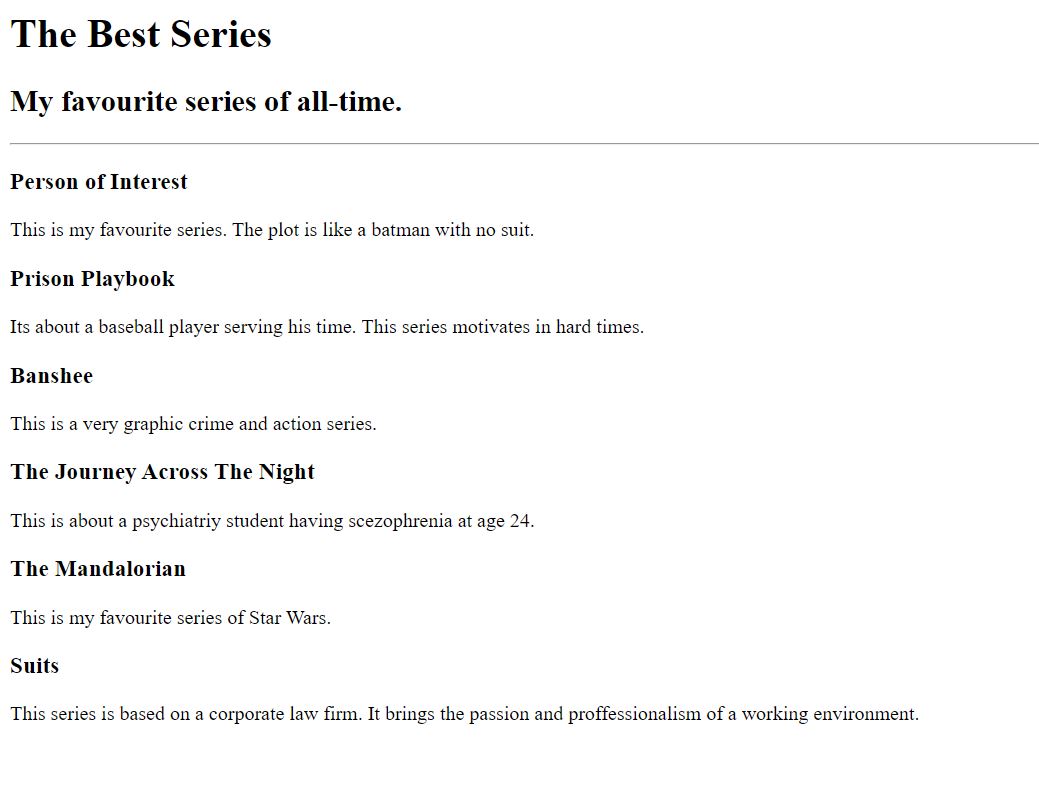 The Best Series
My favourite series of all-time.
Person of Interest
This is my favourite series. The plot is like a batman with no suit.
Prison Playbook
Its about a baseball player serving his time. This series motivates in hard times.
Banshee
This is a very graphic crime and action series.
The Journey Across The Night
This is about a psychiatriy student having scezophrenia at age 24.
The Mandalorian
This is my favourite series of Star Wars.
Suits
This series is based on a corporate law firm. It brings the passion and proffessionalism of a working environment.